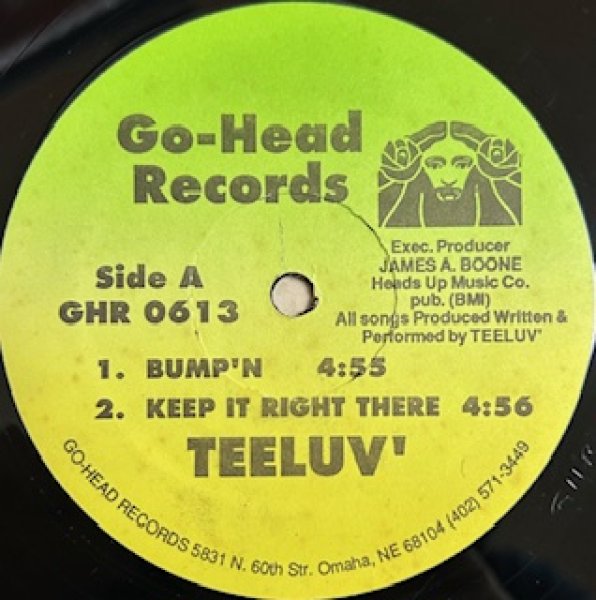 Go-Head
Records
Exec. Producer
JAMES A. BOONE
Heads Up Music Co.
pub. (BMI)
All songs Produced Written &
Performed by TEELUV'
Side A
GHR 0613
1. BUMP'N 4:55
2. KEEP IT RIGHT THERE 4:56
TEELUV'
GO-HEAD RECORDS 5831 N. 60th Str. Omaha, NE 68104 (402) 571-3449